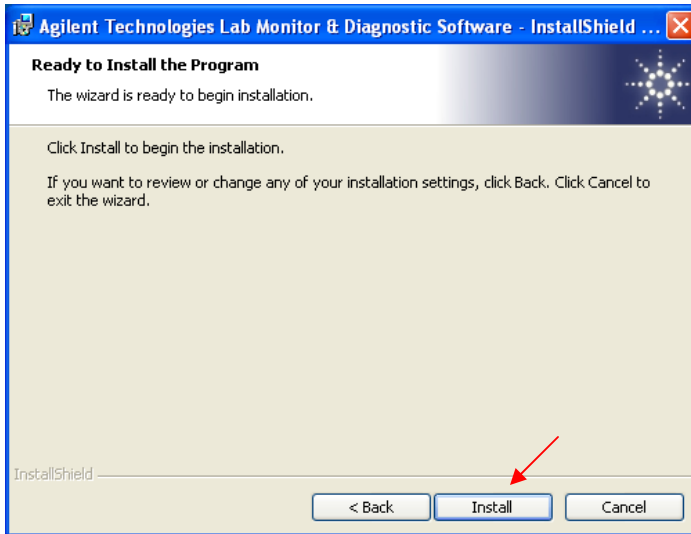 Agilent Technologies Lab Monitor & Diagnostic Software - InstallShield ...
Ready to Install the Program
The wizard is ready to begin installation.
Click Install to begin the installation.
If you want to review or change any of your installation settings, click Back. Click Cancel to
exit the wizard.
InstallShield
< Back Install Cancel